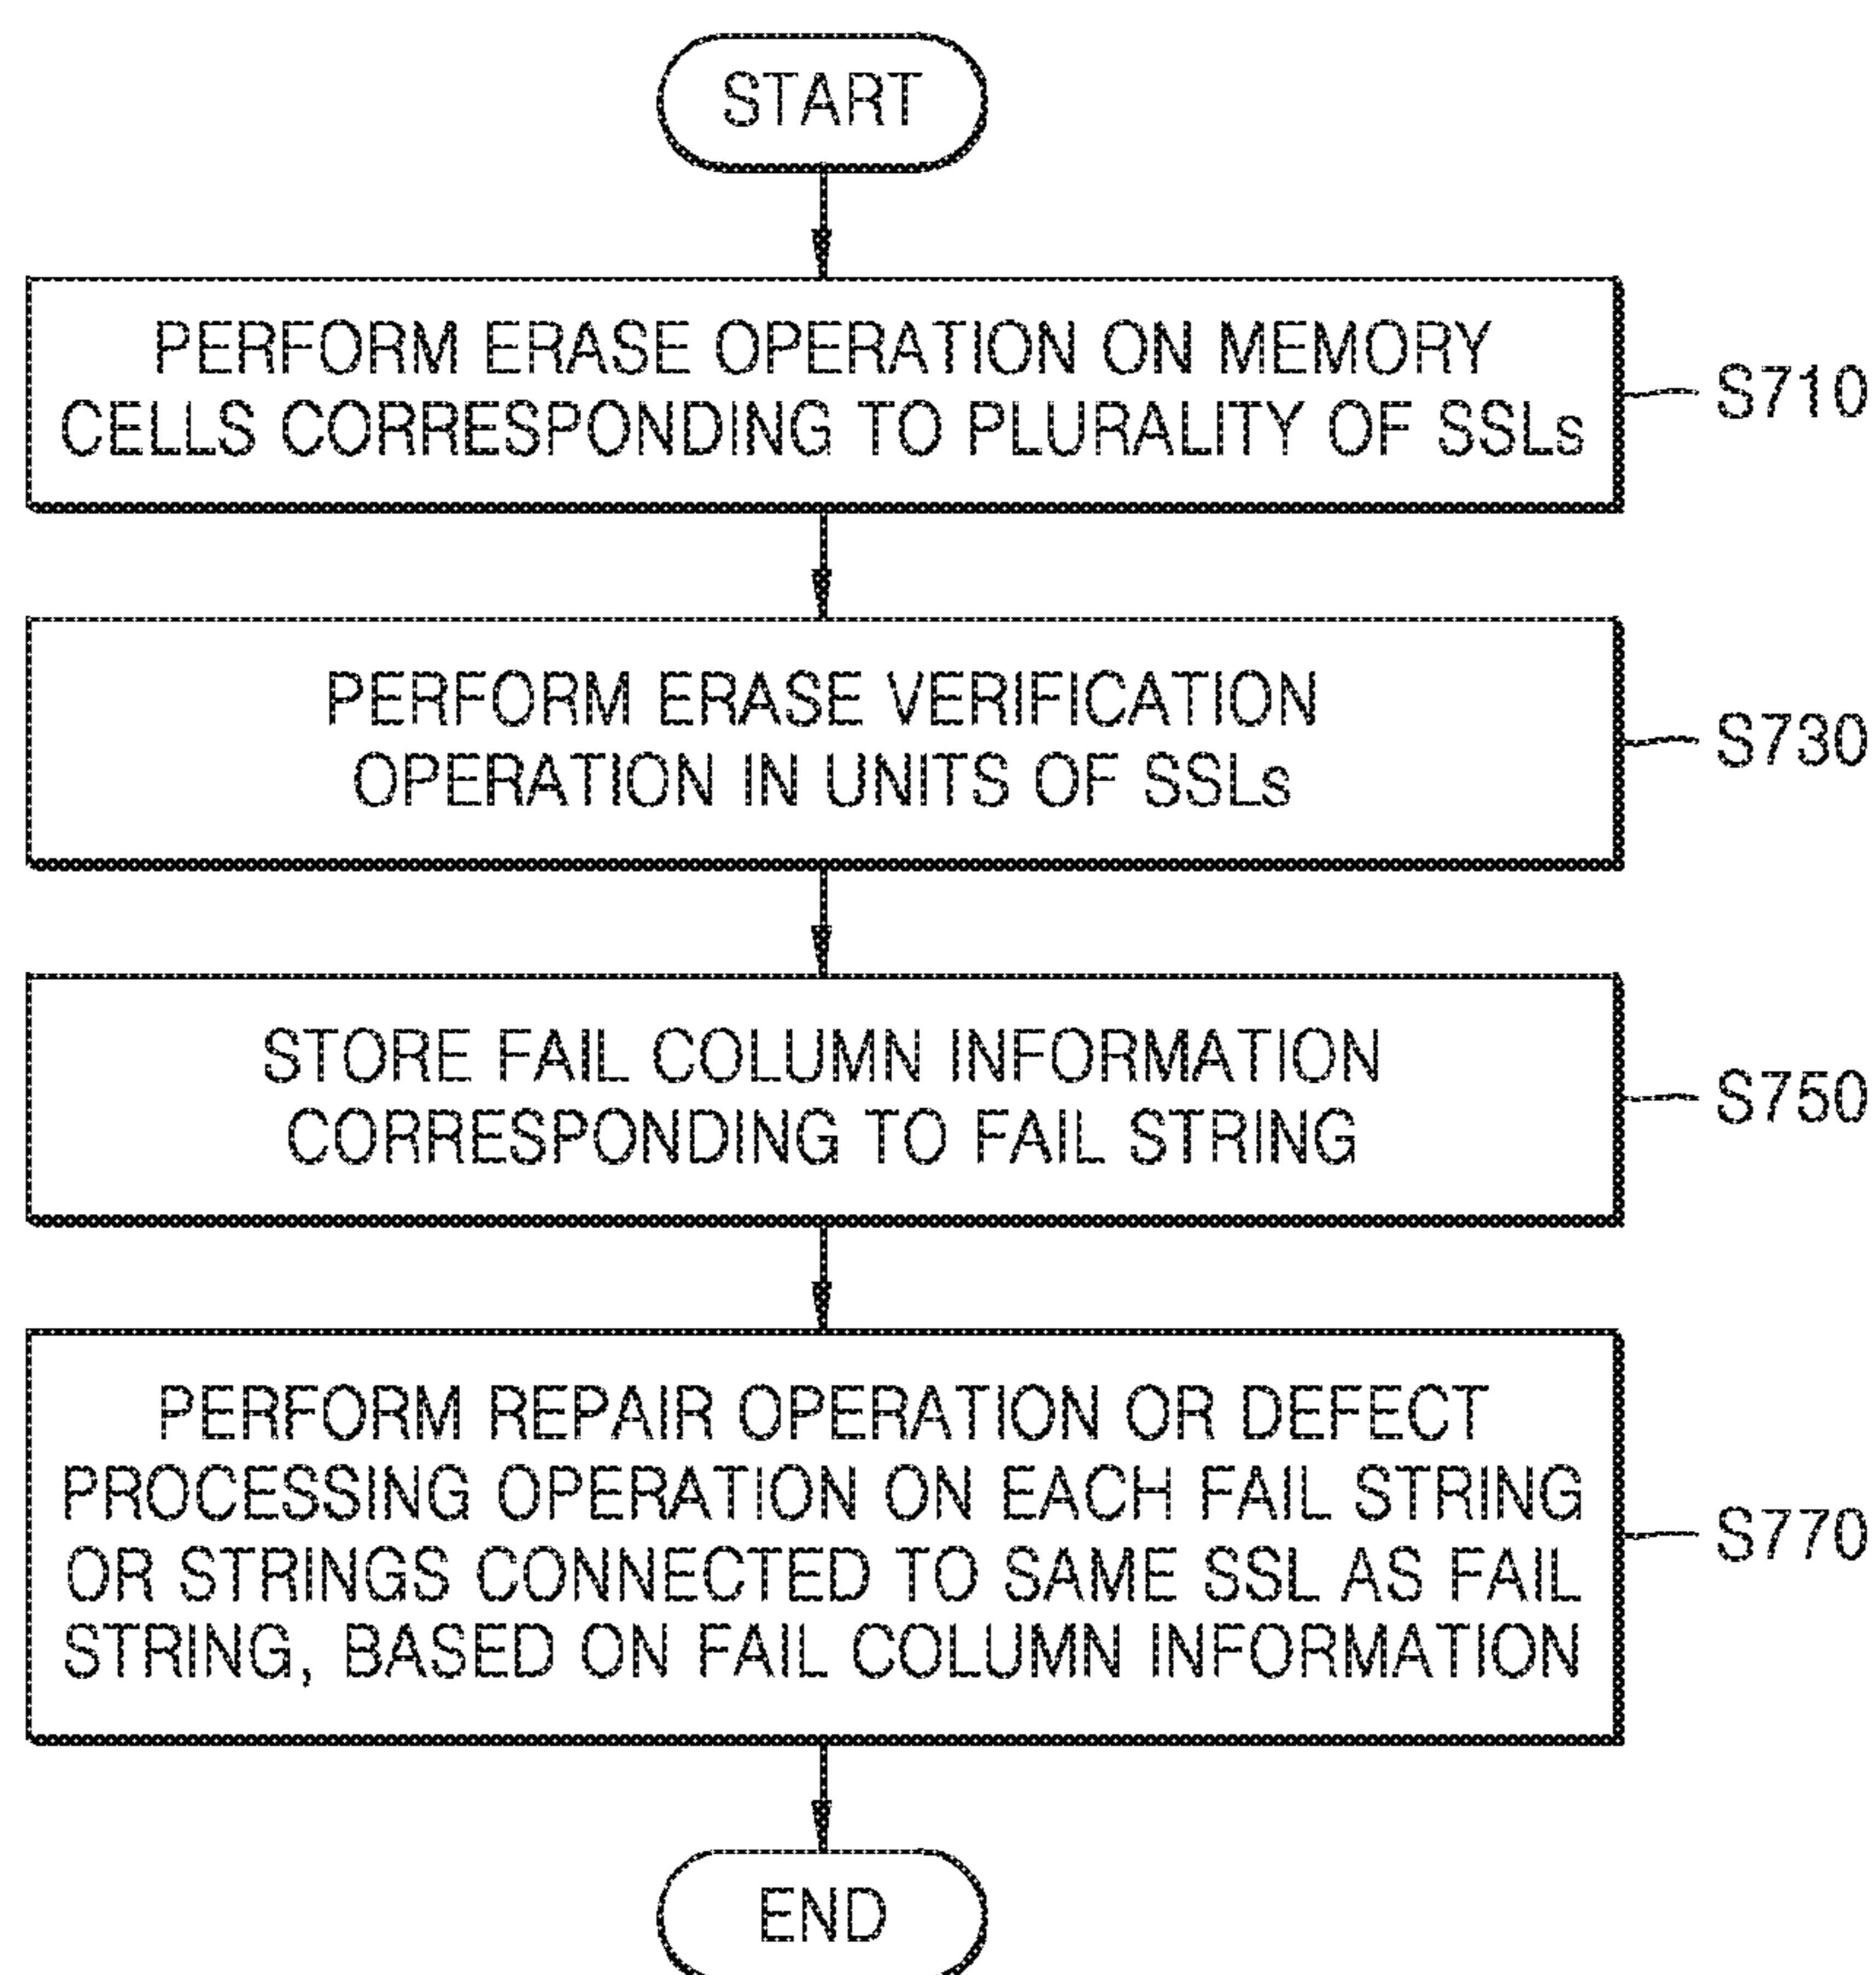 START
PERFORM ERASE OPERATION ON MEMORY
CELLS CORRESPONDING TO PLURALITY OF SSLs
S710
PERFORM ERASE VERIFICATION
OPERATION IN UNITS OF SSLs
S730
STORE FAIL COLUMN INFORMATION
CORRESPONDING TO FAIL STRING
S750
PERFORM REPAIR OPERATION OR DEFECT
PROCESSING OPERATION ON EACH FAIL STRING
OR STRINGS CONNECTED TO SAME SSL AS FAIL
STRING, BASED ON FAIL COLUMN INFORMATION
S770
END